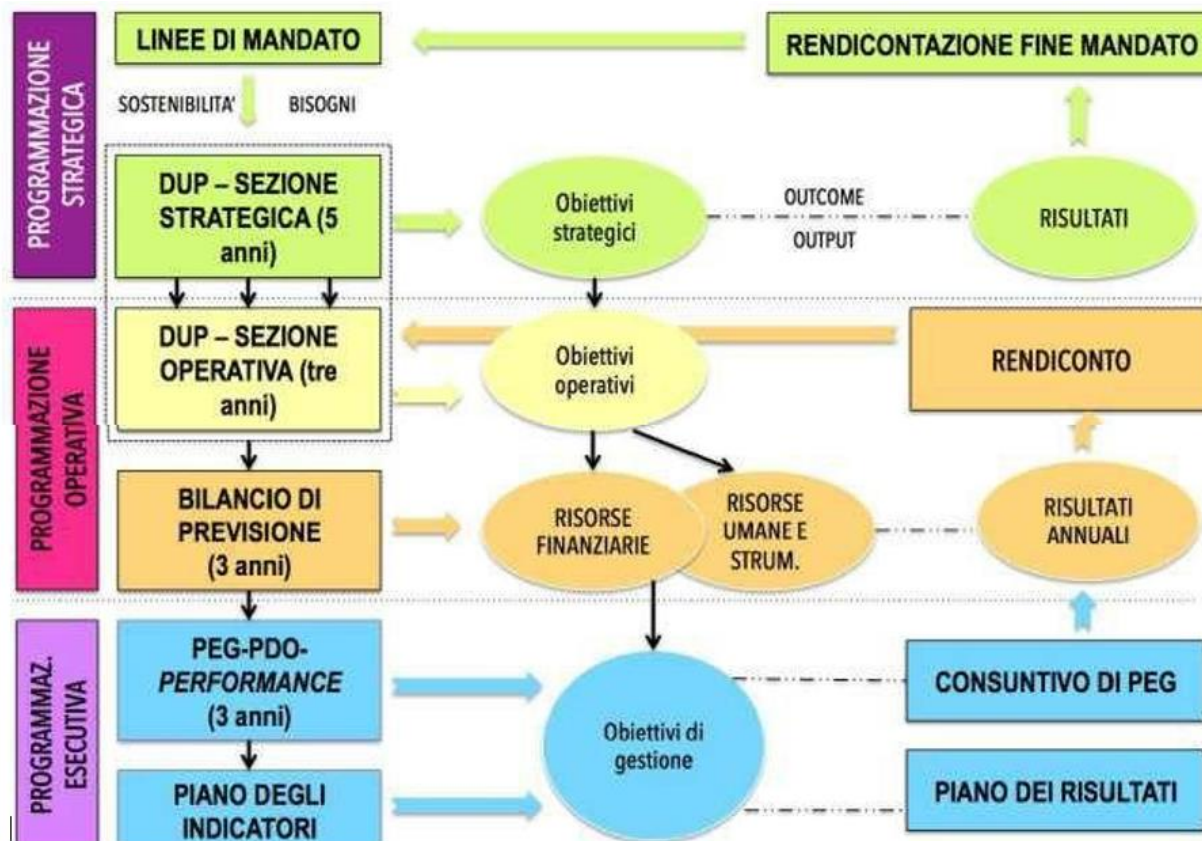 PROGRAMMAZIONE
STRATEGICA
LINEE DI MANDATO
RENDICONTAZIONE FINE MANDATO
SOSTENIBILITA'
BISOGNI
DUP – SEZIONE
STRATEGICA (5
anni)
Obiettivi
strategici
OUTCOME
OUTPUT
RISULTATI
PROGRAMMAZIONE
OPERATIVA
DUP – SEZIONE
OPERATIVA (tre
anni)
Obiettivi
operativi
RENDICONTO
BILANCIO DI
PREVISIONE
(3 anni)
RISORSE
FINANZIARIE
RISORSE
UMANE E
STRUM.
RISULTATI
ANNUALI
PROGRAMMAZ.
ESECUTIVA
PEG-PDO-
PERFORMANCE
(3 anni)
Obiettivi di
gestione
CONSUNTIVO DI PEG
PIANO DEGLI
INDICATORI
PIANO DEI RISULTATI